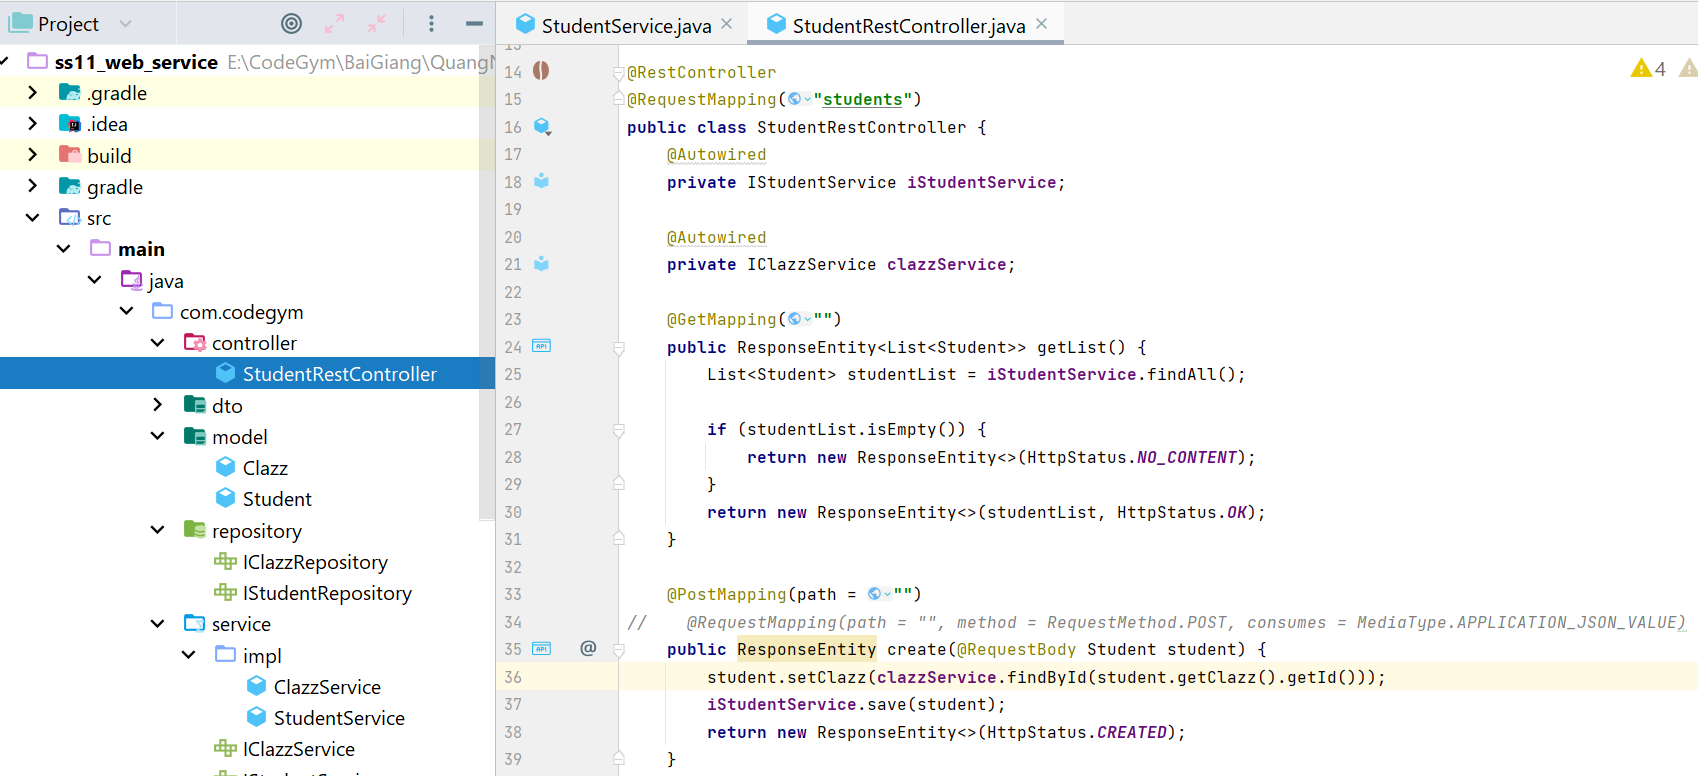 Project
ss11_web_service E:\CodeGym\BaiGiang\Quang
.gradle
.idea
build
gradle
src
main
java
com.codegym
controller
StudentRestController
dto
model
Clazz
Student
repository
IClazzRepository
IStudentRepository
service
impl
ClazzService
StudentService
IClazzService
StudentService.java
StudentRestController.java
4
13
14 @RestController
15 @RequestMapping("students")
16 public class StudentRestController {
17 @Autowired
18 private IStudentService iStudentService;
19
20 @Autowired
21 private IClazzService clazzService;
22
23 @GetMapping("")
24 API public ResponseEntity<List<Student>> getList() {
25 List<Student> studentList = iStudentService.findAll();
26
27 if (studentList.isEmpty()) {
28 return new ResponseEntity<>(HttpStatus.NO_CONTENT);
29 }
30 return new ResponseEntity<>(studentList, HttpStatus.OK);
31 }
32
33 @PostMapping(path = "")
34 // @RequestMapping(path = "", method = RequestMethod.POST, consumes = MediaType.APPLICATION_JSON_VALUE)
35 API @ public ResponseEntity create(@RequestBody Student student) {
36 student.setClazz(clazzService.findById(student.getClazz().getId()));
37 iStudentService.save(student);
38 return new ResponseEntity<>(HttpStatus.CREATED);
39 }